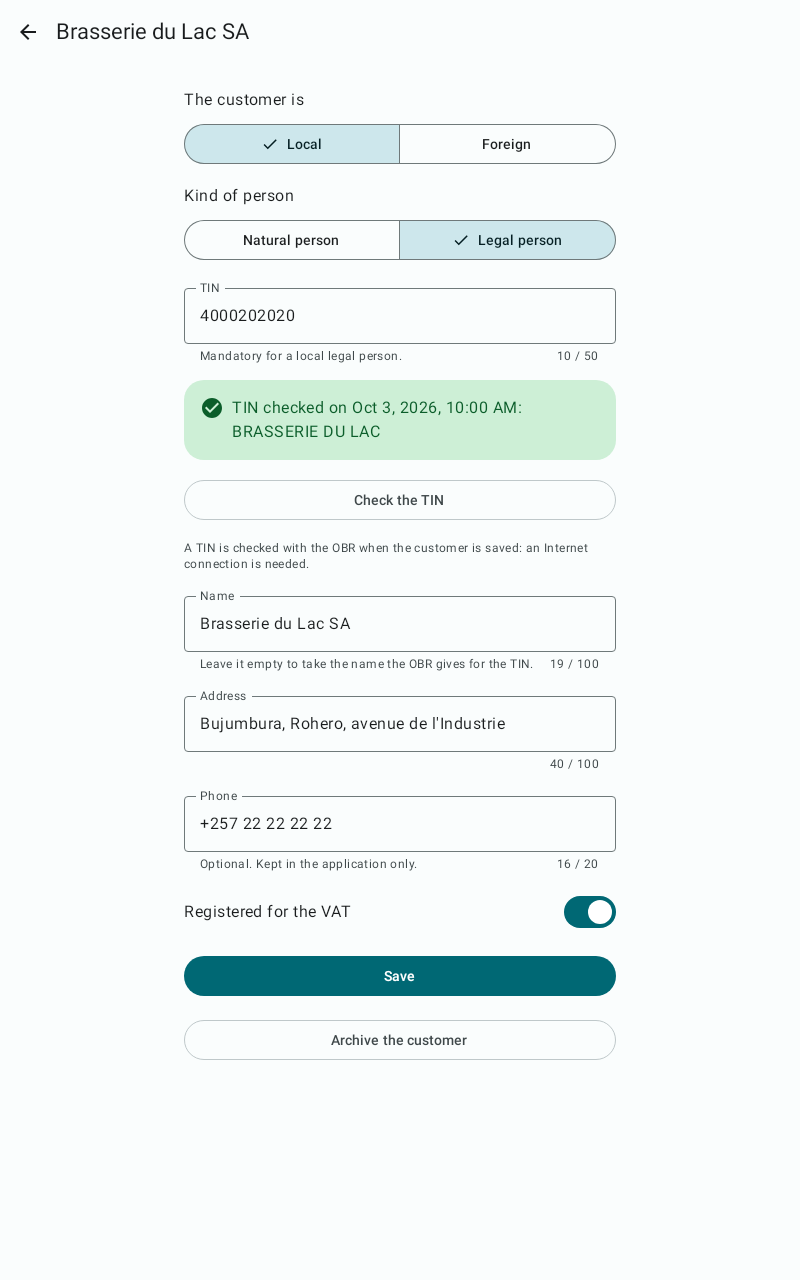 Brasserie du Lac SA
The customer is
Local
Foreign
Kind of person
Natural person
Legal person
TIN
4000202020
Mandatory for a local legal person.
10 / 50
TIN checked on Oct 3, 2026, 10:00 AM:
BRASSERIE DU LAC
Check the TIN
A TIN is checked with the OBR when the customer is saved: an Internet
connection is needed.
Name
Brasserie du Lac SA
Leave it empty to take the name the OBR gives for the TIN.
19 / 100
Address
Bujumbura, Rohero, avenue de l'Industrie
40 / 100
Phone
+257 22 22 22 22
Optional. Kept in the application only.
16 / 20
Registered for the VAT
Save
Archive the customer